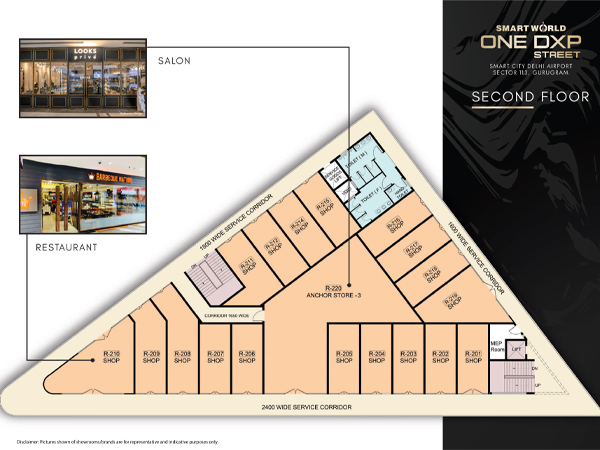 SMART WORLD
ONE DXP
STREET
SMART CITY DELHI AIRPORT
SECTOR 113, GURUGRAM
SECOND FLOOR
LOOKS
privé
SALON
BARBEQUE NATION
RESTAURANT
1800 WIDE SERVICE CORRIDOR
1800 WIDE SERVICE CORRIDOR
TOILET ( M )
TOILET ( F )
LIFT
R-215
SHOP
R-214
SHOP
R-212
SHOP
R-211
SHOP
R-216
SHOP
R-217
SHOP
R-218
SHOP
R-219
SHOP
DN
UP
R-220
ANCHOR STORE -3
CORRIDOR 1650 WIDE
R-210
SHOP
R-209
SHOP
R-208
SHOP
R-207
SHOP
R-206
SHOP
R-205
SHOP
R-204
SHOP
R-203
SHOP
R-202
SHOP
R-201
SHOP
MEP
Room
LIFT
DN
UP
2400 WIDE SERVICE CORRIDOR
Disclaimer: Pictures shown of showrooms/brands are for representative and indicative purposes only.